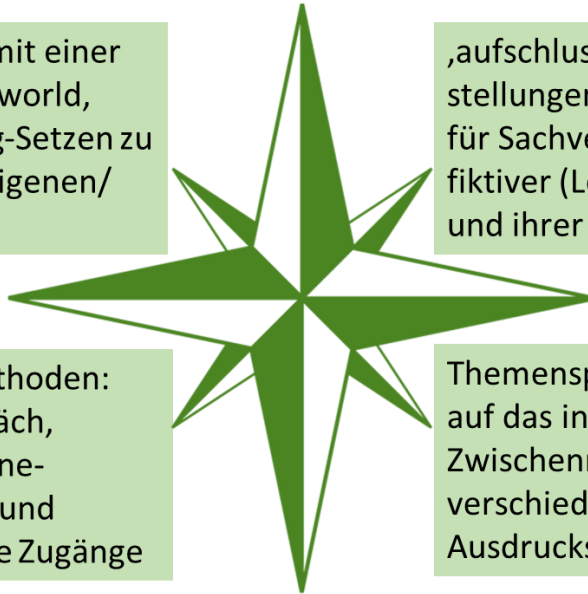 mit einer
world,
g-Setzen zu
igenen/
‚aufschlus
stellungen
für Sachve
fiktiver (Le
und ihrer
thoden:
äch,
ne-
und
e Zugänge
Themensp
auf das in
Zwischenr
verschied
Ausdrucks